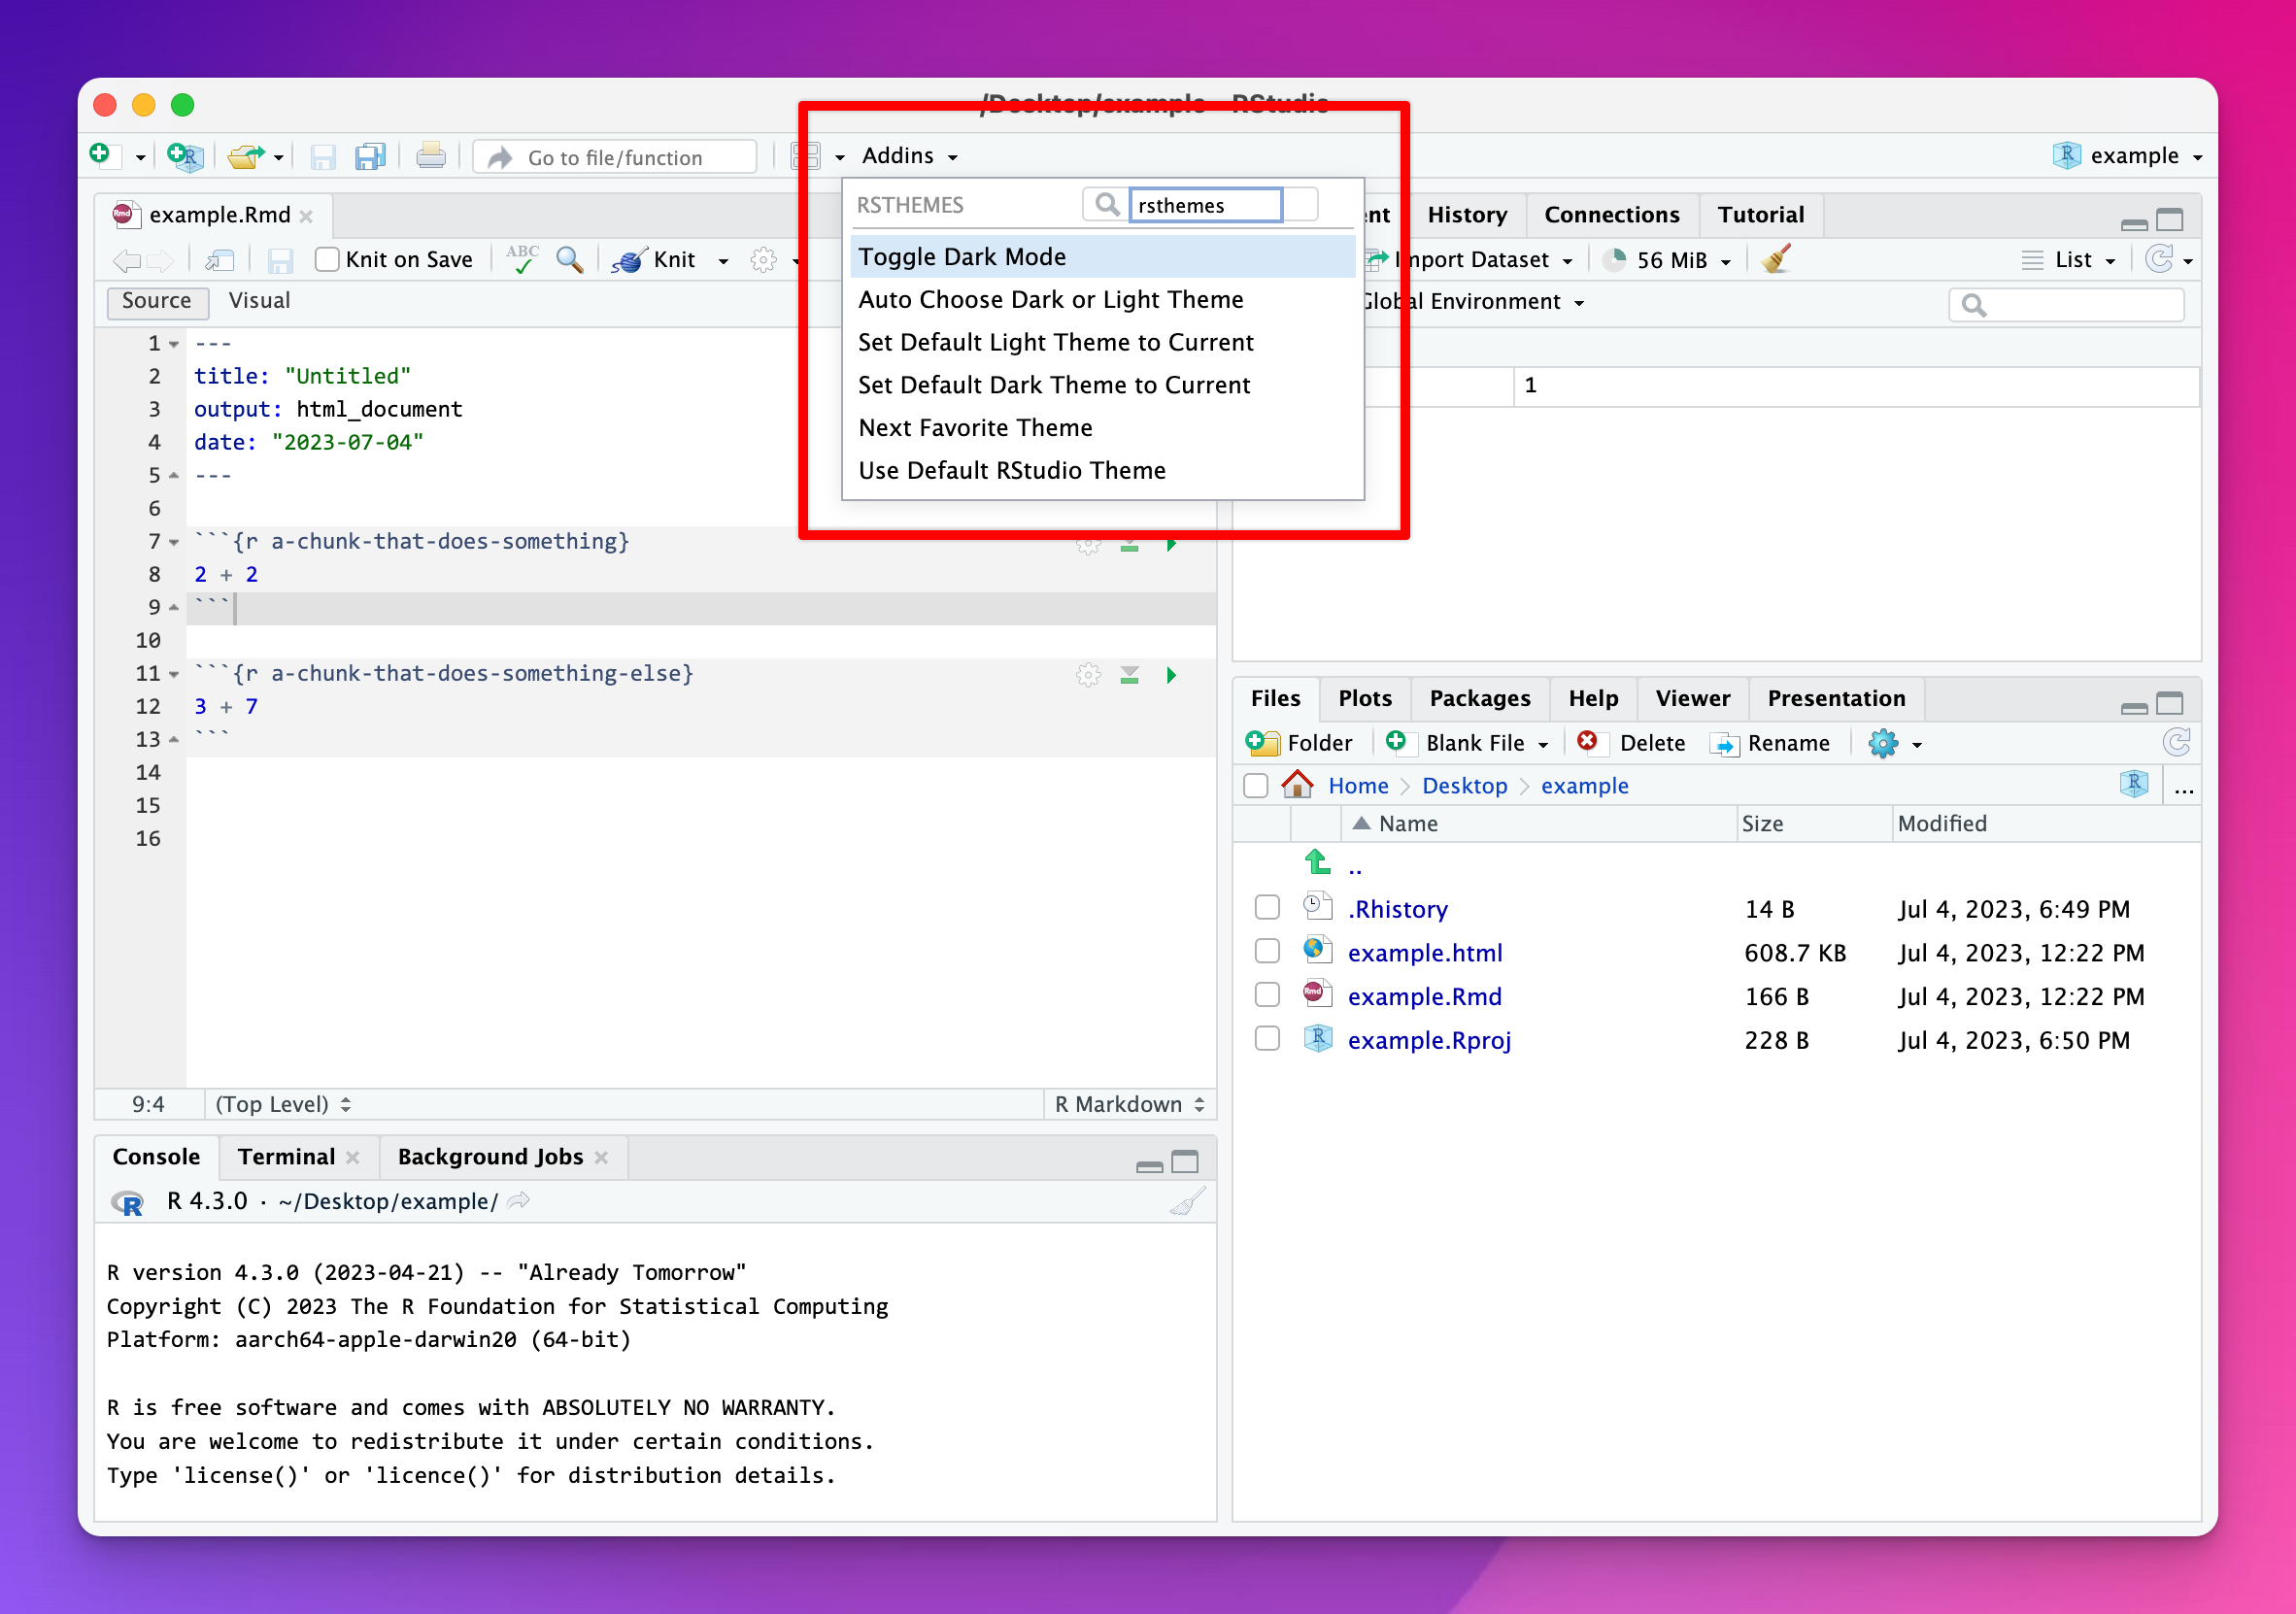 /Desktop/example - RStudio
Go to file/function
Addins
example
example.Rmd
Knit on Save
ABC
Knit
Source
Visual
1 ---
2 title: "Untitled"
3 output: html_document
4 date: "2023-07-04"
5 ---
6
7 ```{r a-chunk-that-does-something}
8 2 + 2
9 ```
10
11 ```{r a-chunk-that-does-something-else}
12 3 + 7
13 ```
14
15
16
9:4
(Top Level)
R Markdown
RSTHEMES
rsthemes
Toggle Dark Mode
Auto Choose Dark or Light Theme
Set Default Light Theme to Current
Set Default Dark Theme to Current
Next Favorite Theme
Use Default RStudio Theme
History
Connections
Tutorial
Import Dataset
56 MiB
List
Global Environment
1
Console
Terminal
Background Jobs
R 4.3.0 · ~/Desktop/example/
R version 4.3.0 (2023-04-21) -- "Already Tomorrow"
Copyright (C) 2023 The R Foundation for Statistical Computing
Platform: aarch64-apple-darwin20 (64-bit)
R is free software and comes with ABSOLUTELY NO WARRANTY.
You are welcome to redistribute it under certain conditions.
Type 'license()' or 'licence()' for distribution details.
Files
Plots
Packages
Help
Viewer
Presentation
Folder
Blank File
Delete
Rename
Home
Desktop
example
...
Name
Size
Modified
..
.Rhistory 14 B Jul 4, 2023, 6:49 PM
example.html 608.7 KB Jul 4, 2023, 12:22 PM
example.Rmd 166 B Jul 4, 2023, 12:22 PM
example.Rproj 228 B Jul 4, 2023, 6:50 PM